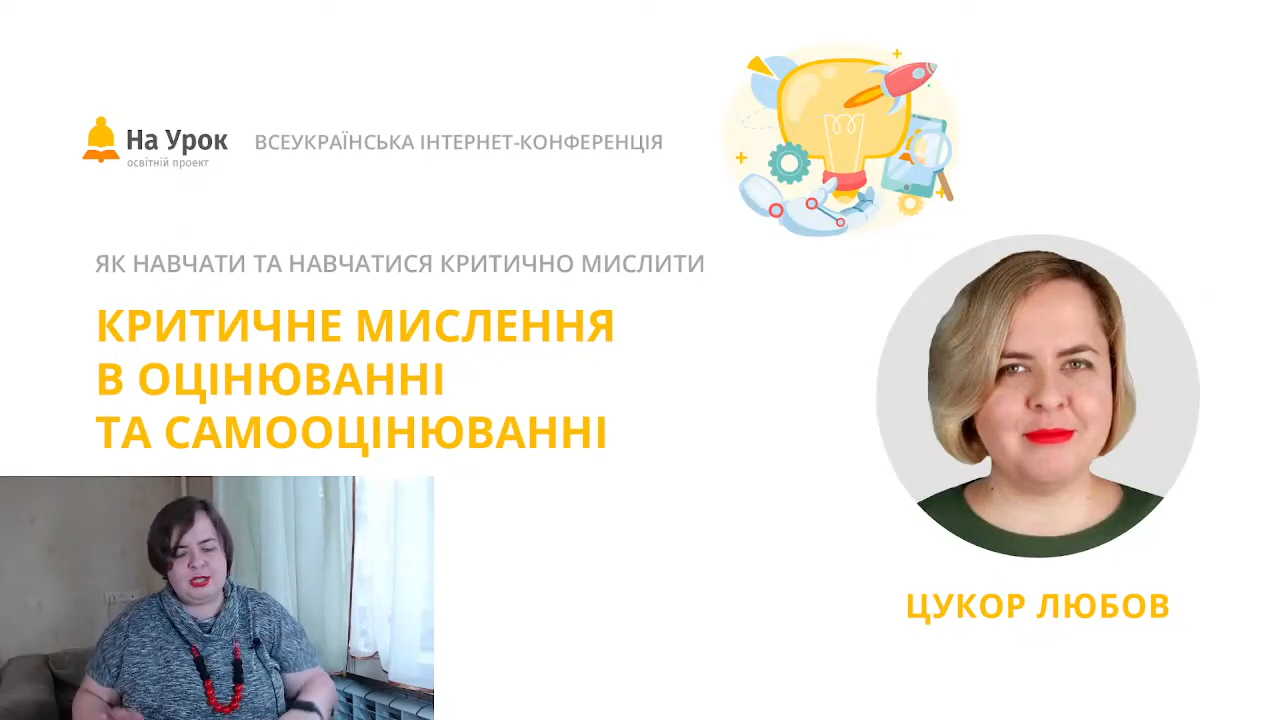 На Урок
освітній проект
ВСЕУКРАЇНСЬКА ІНТЕРНЕТ-КОНФЕРЕНЦІЯ
ЯК НАВЧАТИ ТА НАВЧАТИСЯ КРИТИЧНО МИСЛИТИ
КРИТИЧНЕ МИСЛЕННЯ
В ОЦІНЮВАННІ
ТА САМООЦІНЮВАННІ
ЦУКОР ЛЮБОВ